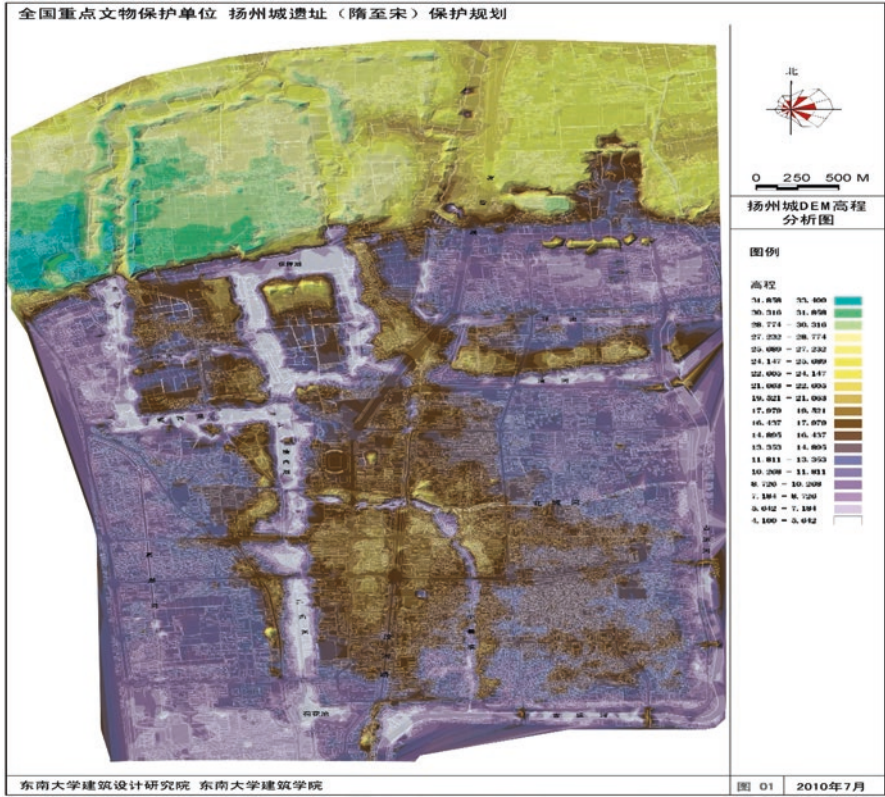 全国重点文物保护单位 扬州城遗址（隋至宋）保护规划
北
0 250 500 M
扬州城DEM高程
分析图
图例
高程
31.858 33.400
30.316 31.858
28.774 - 30.316
27.232 - 28.774
25.689 - 27.232
24.147 - 25.689
22.605 - 24.147
21.063 - 22.605
19.521 - 21.063
17.979 19.521
16.437 17.979
14.895 16.437
13.353 14.895
11.811 - 13.353
10.268 - 11.811
8.726 - 10.268
7.184 - 8.726
5.642 - 7.184
4.100 - 5.642
东南大学建筑设计研究院 东南大学建筑学院
图 01
2010年7月